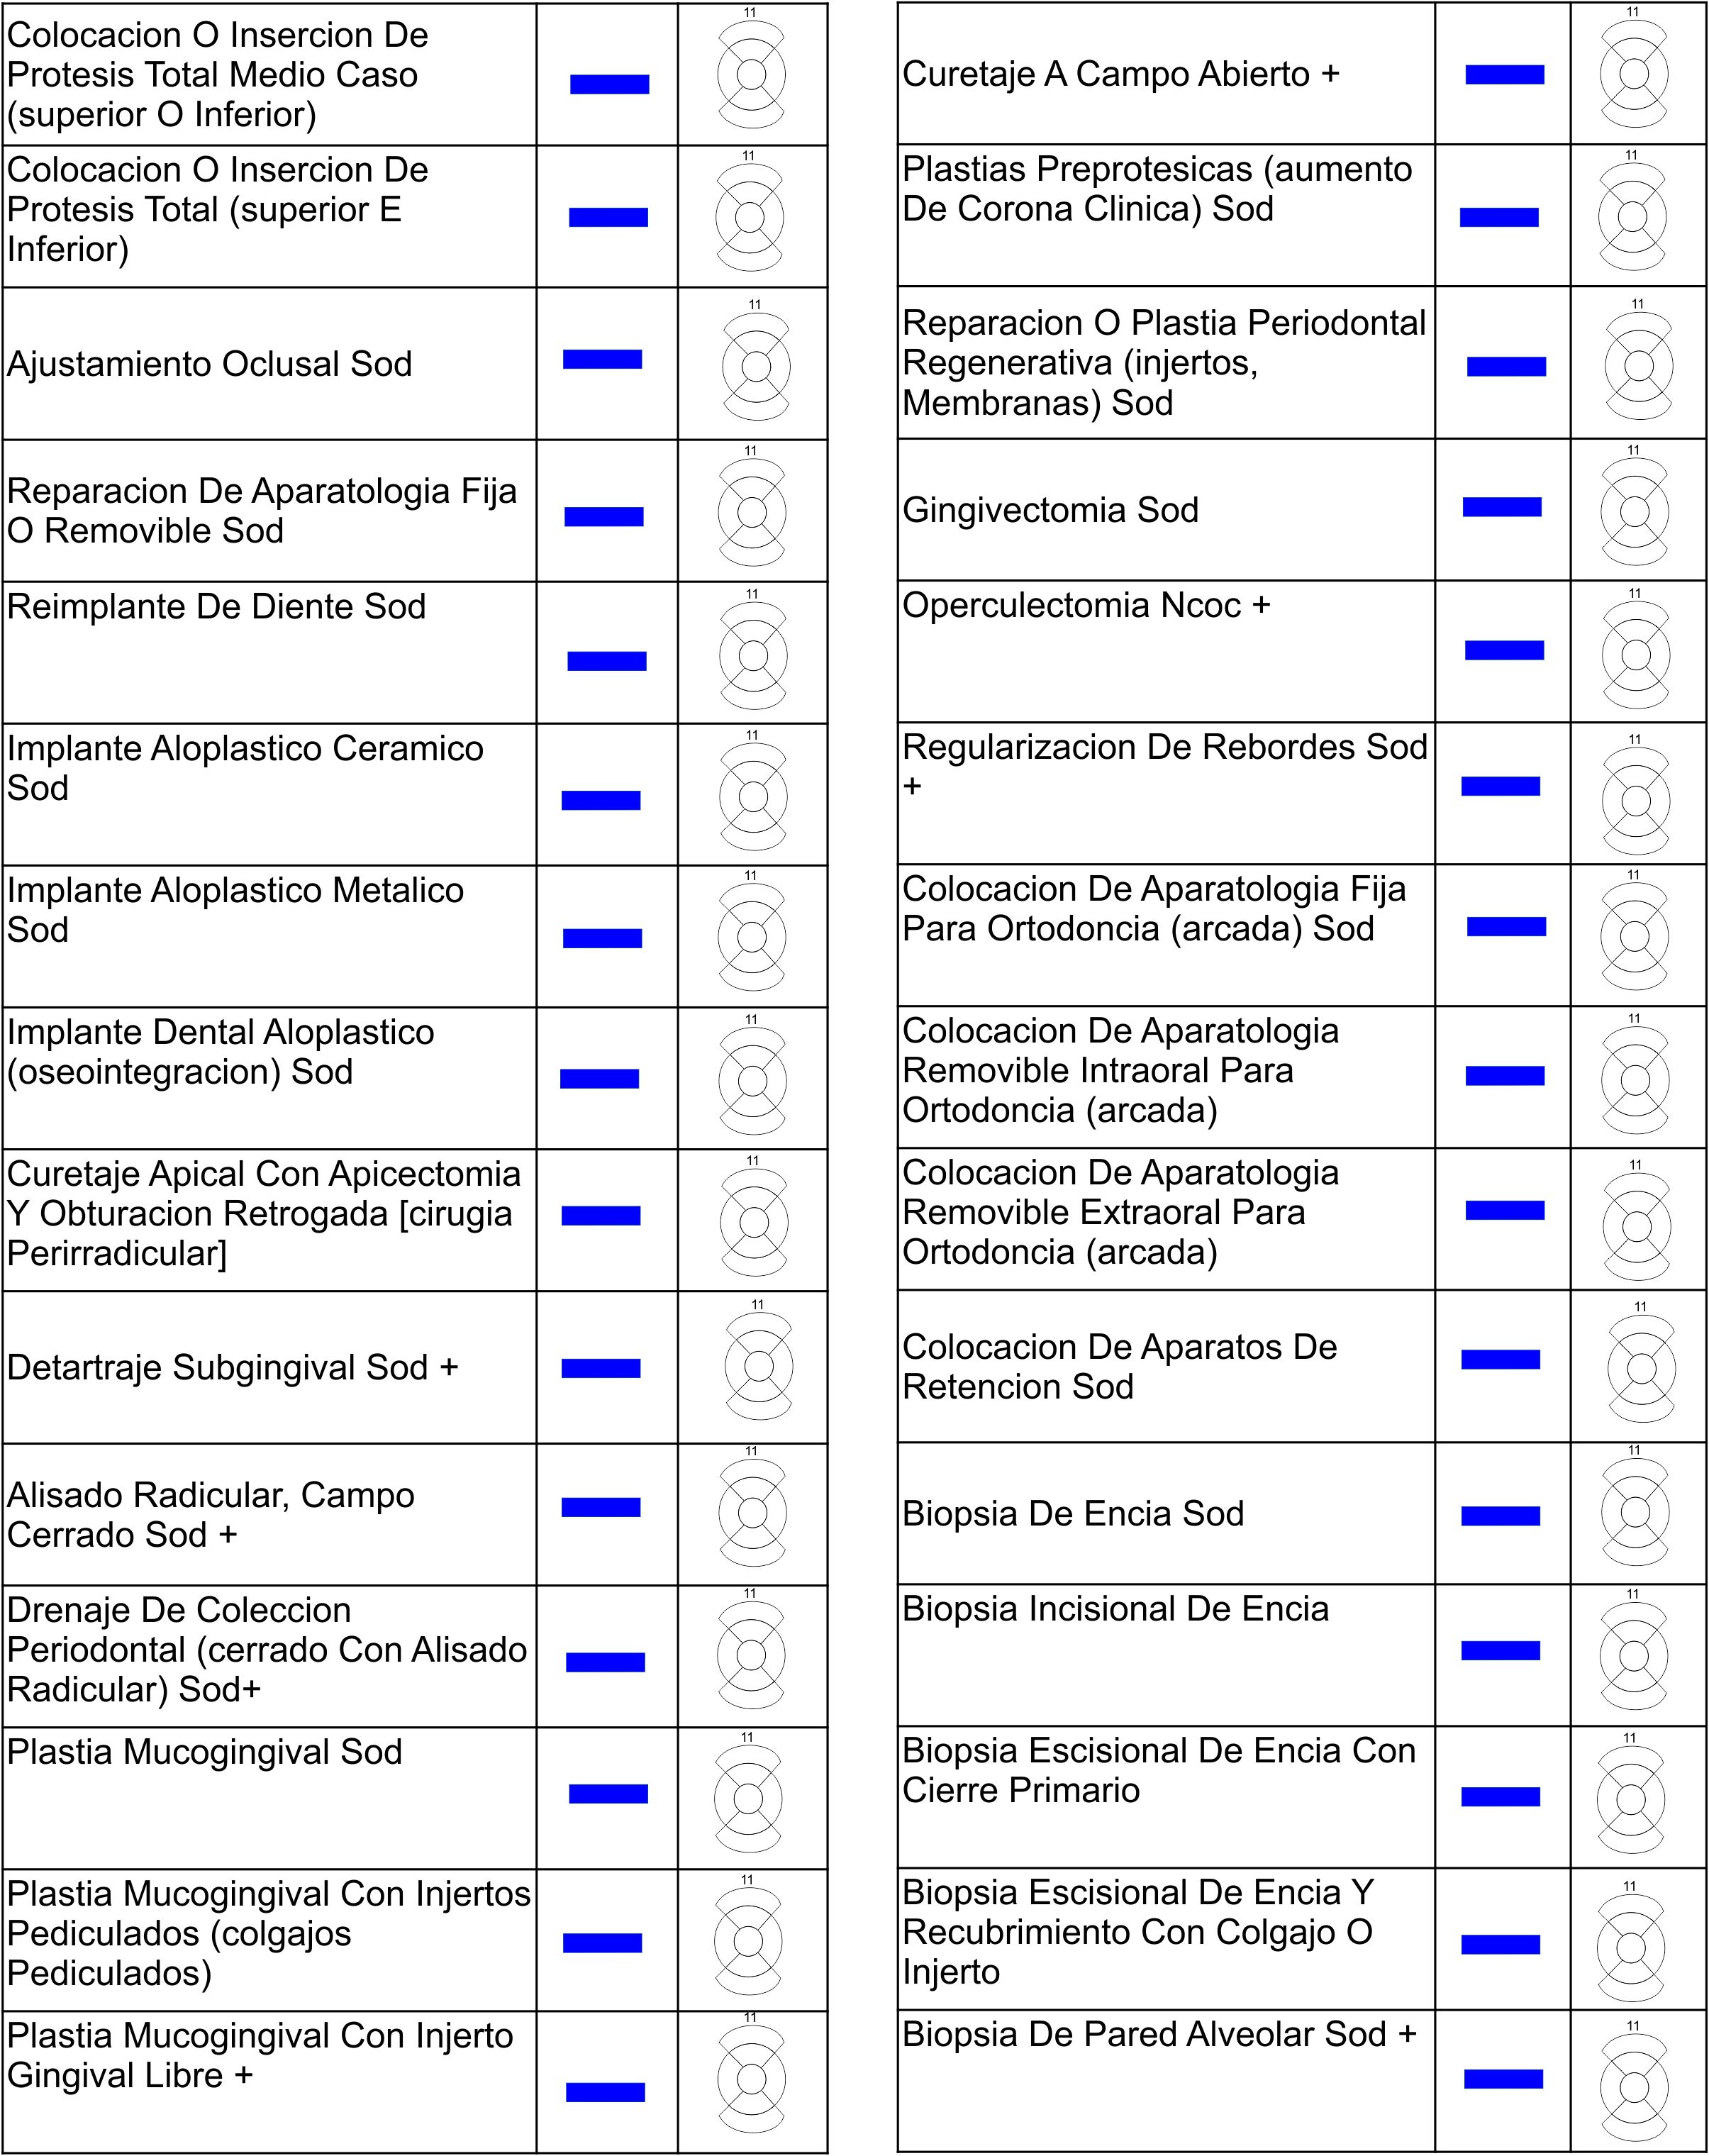 Colocacion O Insercion De
Protesis Total Medio Caso
(superior O Inferior)
11
Colocacion O Insercion De
Protesis Total (superior E
Inferior)
11
Ajustamiento Oclusal Sod
11
Reparacion De Aparatologia Fija
O Removible Sod
11
Reimplante De Diente Sod
11
Implante Aloplastico Ceramico
Sod
11
Implante Aloplastico Metalico
Sod
11
Implante Dental Aloplastico
(oseointegracion) Sod
11
Curetaje Apical Con Apicectomia
Y Obturacion Retrogada [cirugia
Perirradicular]
11
Detartraje Subgingival Sod +
11
Alisado Radicular, Campo
Cerrado Sod +
11
Drenaje De Coleccion
Periodontal (cerrado Con Alisado
Radicular) Sod+
11
Plastia Mucogingival Sod
11
Plastia Mucogingival Con Injertos
Pediculados (colgajos
Pediculados)
11
Plastia Mucogingival Con Injerto
Gingival Libre +
11
Curetaje A Campo Abierto +
11
Plastias Preprotesicas (aumento
De Corona Clinica) Sod
11
Reparacion O Plastia Periodontal
Regenerativa (injertos,
Membranas) Sod
11
Gingivectomia Sod
11
Operculectomia Ncoc +
11
Regularizacion De Rebordes Sod
+
11
Colocacion De Aparatologia Fija
Para Ortodoncia (arcada) Sod
11
Colocacion De Aparatologia
Removible Intraoral Para
Ortodoncia (arcada)
11
Colocacion De Aparatologia
Removible Extraoral Para
Ortodoncia (arcada)
11
Colocacion De Aparatos De
Retencion Sod
11
Biopsia De Encia Sod
11
Biopsia Incisional De Encia
11
Biopsia Escisional De Encia Con
Cierre Primario
11
Biopsia Escisional De Encia Y
Recubrimiento Con Colgajo O
Injerto
11
Biopsia De Pared Alveolar Sod +
11